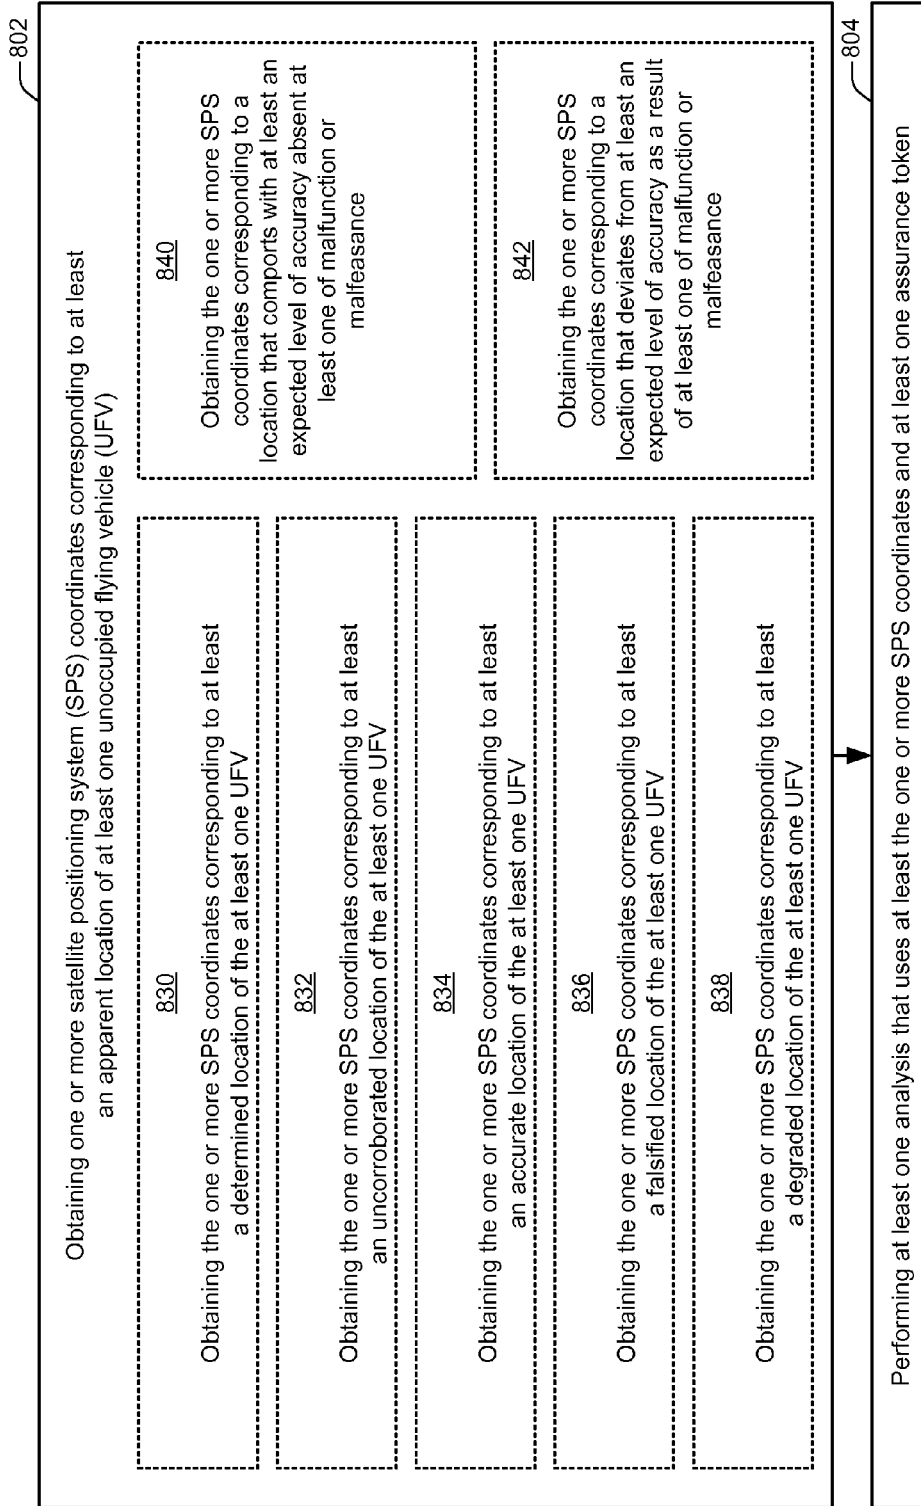 802
Obtaining one or more satellite positioning system (SPS) coordinates corresponding to at least
an apparent location of at least one unoccupied flying vehicle (UFV)
830
Obtaining the one or more SPS coordinates corresponding to at least
a determined location of the at least one UFV
832
Obtaining the one or more SPS coordinates corresponding to at least
an uncorroborated location of the at least one UFV
834
Obtaining the one or more SPS coordinates corresponding to at least
an accurate location of the at least one UFV
836
Obtaining the one or more SPS coordinates corresponding to at least
a falsified location of the at least one UFV
838
Obtaining the one or more SPS coordinates corresponding to at least
a degraded location of the at least one UFV
840
Obtaining the one or more SPS
coordinates corresponding to a
location that comports with at least an
expected level of accuracy absent at
least one of malfunction or
malfeasance
842
Obtaining the one or more SPS
coordinates corresponding to a
location that deviates from at least an
expected level of accuracy as a result
of at least one of malfunction or
malfeasance
804
Performing at least one analysis that uses at least the one or more SPS coordinates and at least one assurance token